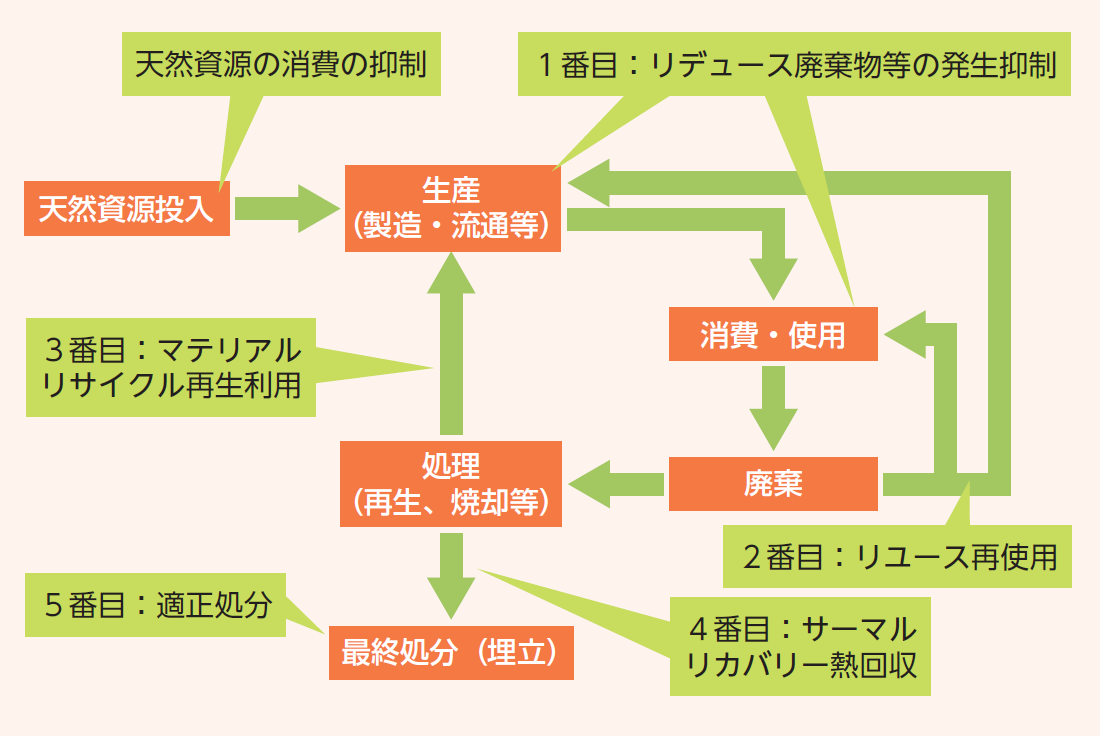 天然資源の消費の抑制
1番目：リデュース廃棄物等の発生抑制
天然資源投入
生産
（製造・流通等）
消費・使用
3番目：マテリアル
リサイクル再生利用
処理
（再生、焼却等）
廃棄
2番目：リユース再使用
5番目：適正処分
最終処分（埋立）
4番目：サーマル
リカバリー熱回収